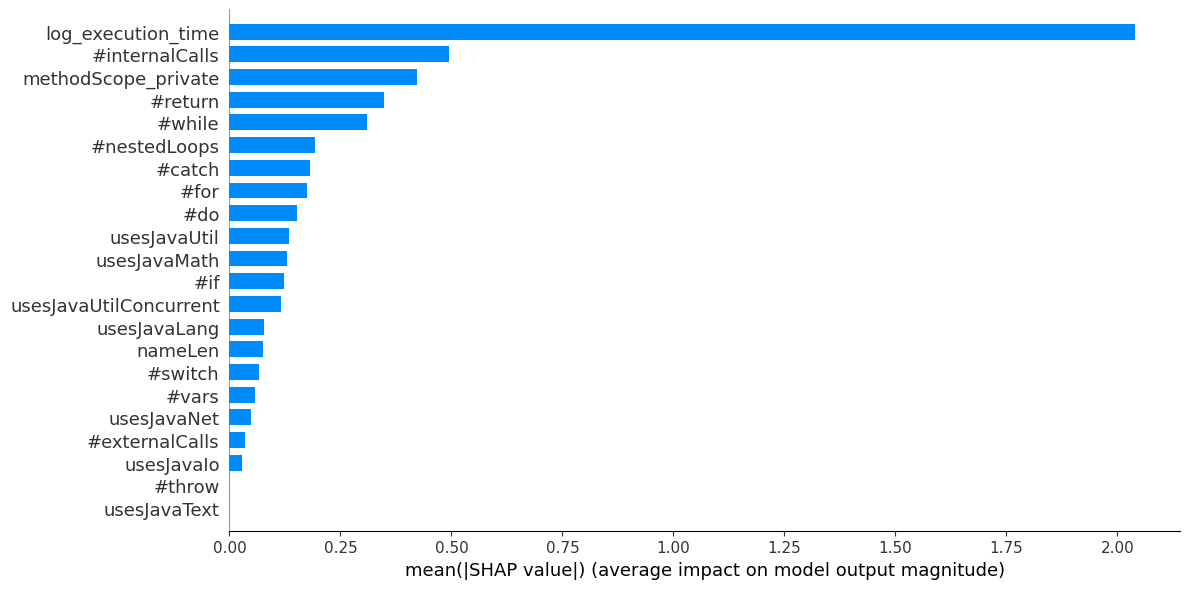 log_execution_time
#internalCalls
methodScope_private
#return
#while
#nestedLoops
#catch
#for
#do
usesJavaUtil
usesJavaMath
#if
usesJavaUtilConcurrent
usesJavaLang
nameLen
#switch
#vars
usesJavaNet
#externalCalls
usesJavaIo
#throw
usesJavaText
0.00 0.25 0.50 0.75 1.00 1.25 1.50 1.75 2.00
mean(|SHAP value|) (average impact on model output magnitude)